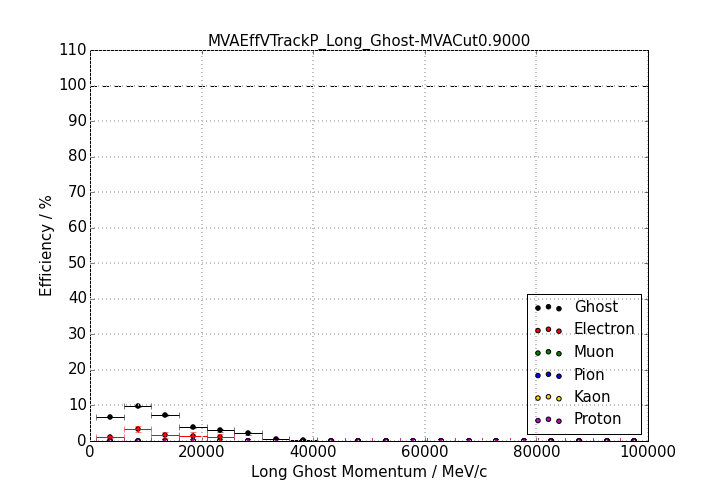 MVAEffVTrackP_Long_Ghost-MVACut0.9000
110
100
90
80
70
60
50
40
30
20
10
0
Efficiency / %
Ghost
Electron
Muon
Pion
Kaon
Proton
0 20000 40000 60000 80000 100000
Long Ghost Momentum / MeV/c